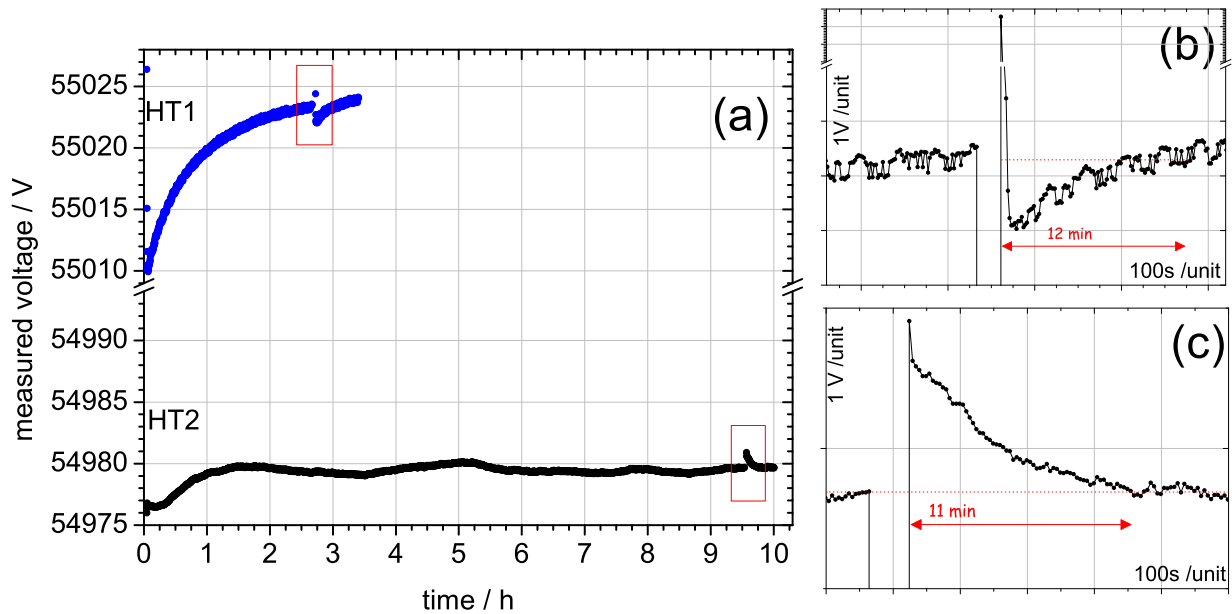 (a)
HT1
HT2
measured voltage / V
55025
55020
55015
55010
54990
54985
54980
54975
0 1 2 3 4 5 6 7 8 9 10
time / h
(b)
1V /unit
12 min
100s /unit
(c)
1 V /unit
11 min
100s /unit